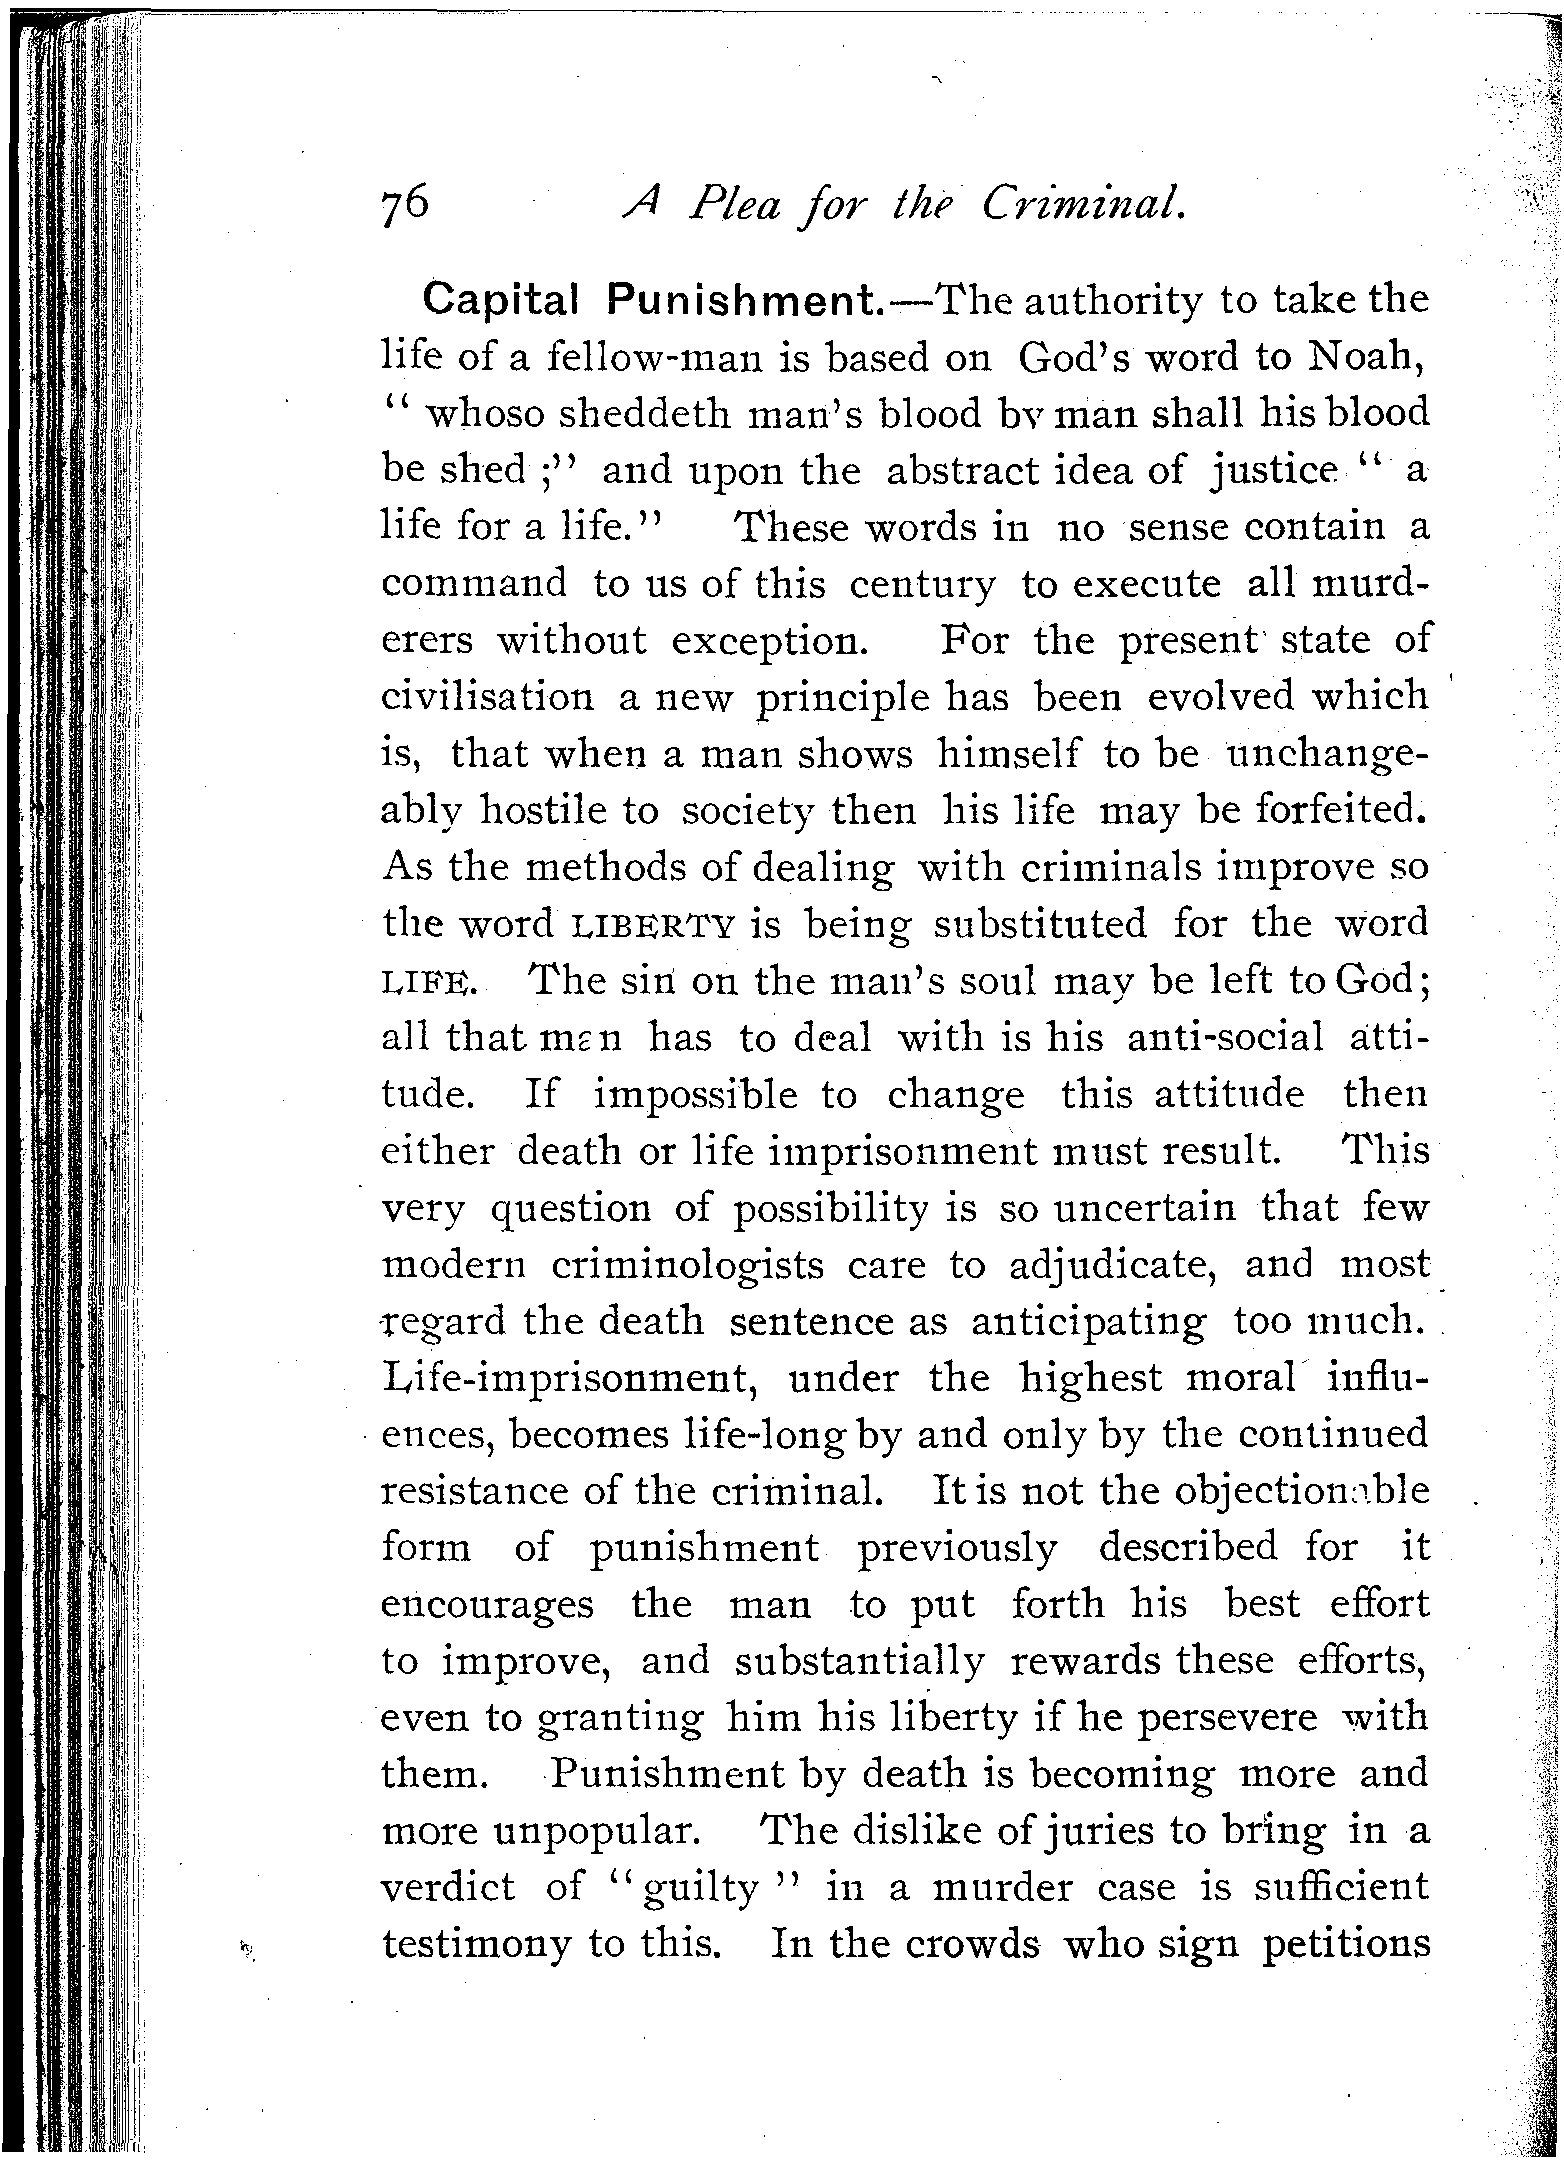 76 A Plea for the Criminal.
Capital Punishment.—The authority to take the
life of a fellow-man is based on God's word to Noah,
" whoso sheddeth man's blood by man shall his blood
be shed ;" and upon the abstract idea of justice " a
life for a life." These words in no sense contain a
command to us of this century to execute all murd-
erers without exception. For the present state of
civilisation a new principle has been evolved which
is, that when a man shows himself to be unchange-
ably hostile to society then his life may be forfeited.
As the methods of dealing with criminals improve so
the word LIBERTY is being substituted for the word
LIFE. The sin on the man's soul may be left to God;
all that man has to deal with is his anti-social atti-
tude. If impossible to change this attitude then
either death or life imprisonment must result. This
very question of possibility is so uncertain that few
modern criminologists care to adjudicate, and most
regard the death sentence as anticipating too much.
Life-imprisonment, under the highest moral influ-
ences, becomes life-long by and only by the continued
resistance of the criminal. It is not the objectionable
form of punishment previously described for it
encourages the man to put forth his best effort
to improve, and substantially rewards these efforts,
even to granting him his liberty if he persevere with
them. Punishment by death is becoming more and
more unpopular. The dislike of juries to bring in a
verdict of "guilty" in a murder case is sufficient
testimony to this. In the crowds who sign petitions